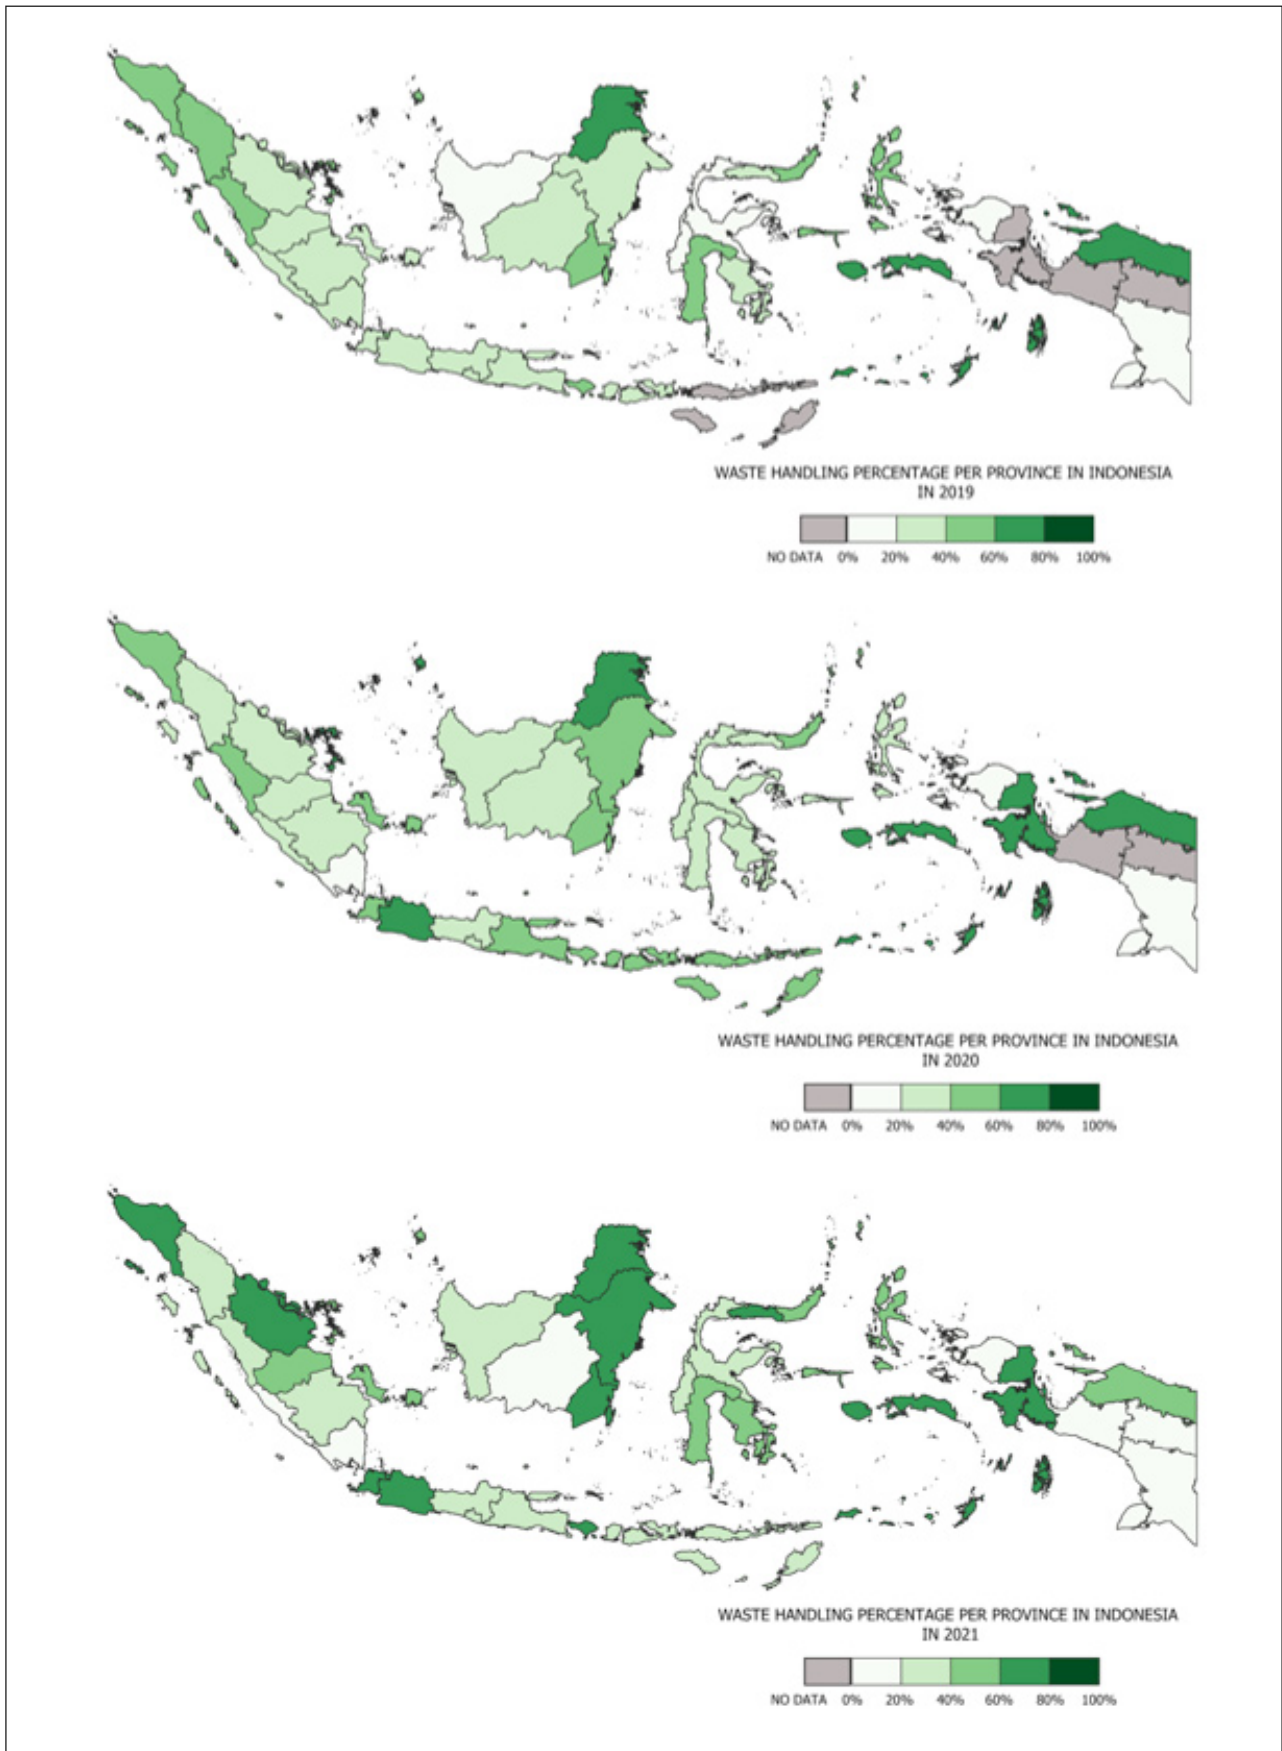 WASTE HANDLING PERCENTAGE PER PROVINCE IN INDONESIA
IN 2019
NO DATA 0% 20% 40% 60% 80% 100%
WASTE HANDLING PERCENTAGE PER PROVINCE IN INDONESIA
IN 2020
NO DATA 0% 20% 40% 60% 80% 100%
WASTE HANDLING PERCENTAGE PER PROVINCE IN INDONESIA
IN 2021
NO DATA 0% 20% 40% 60% 80% 100%